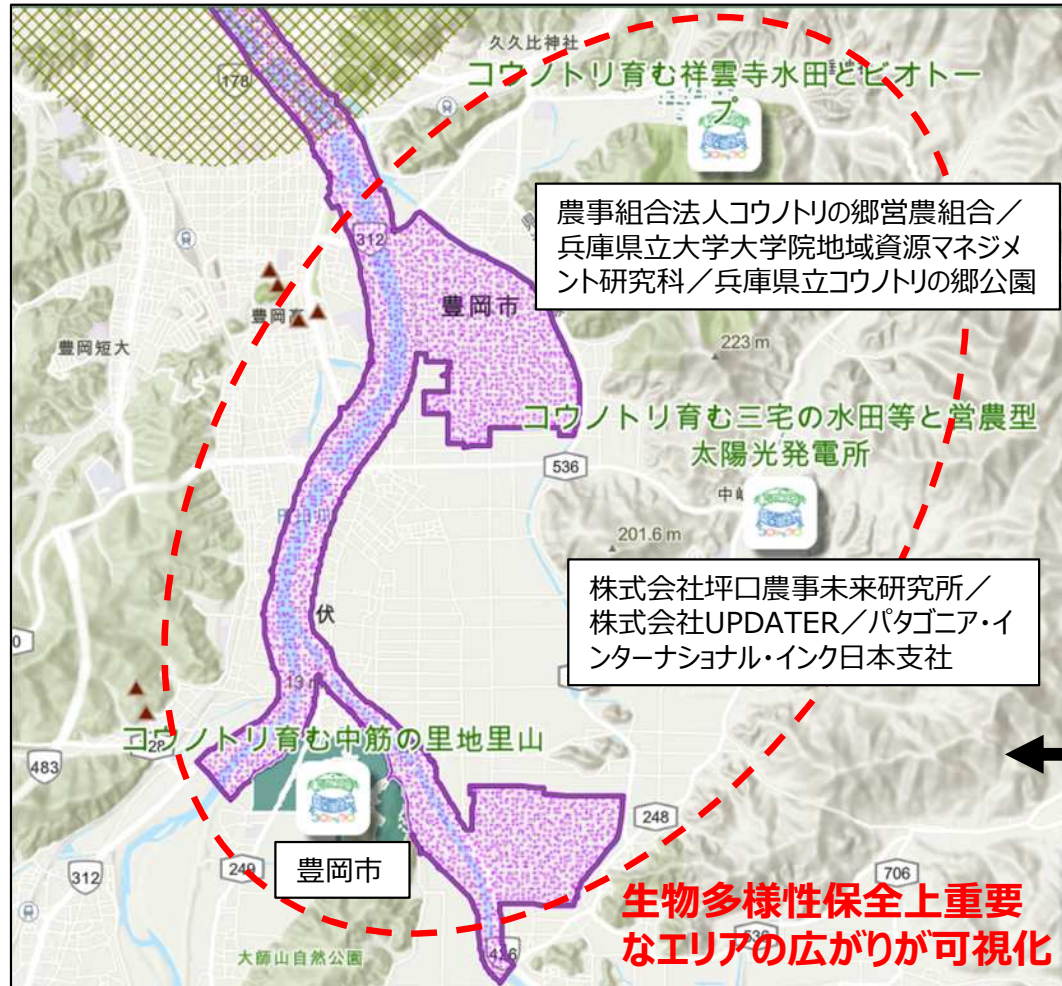 久久比神社
178
コウノトリ育む祥雲寺水田とビオトー
プ
農事組合法人コウノトリの郷営農組合／
兵庫県立大学大学院地域資源マネジメ
ント研究科／兵庫県立コウノトリの郷公園
312
豊岡市
豊岡短大
223 m
コウノトリ育む三宅の水田等と営農型
太陽光発電所
536
201.6 m
株式会社坪口農事未来研究所／
株式会社UPDATER／パタゴニア・イ
ンターナショナル・インク日本支社
伏
コウノトリ育む中筋の里地里山
483
248
豊岡市
249
312
706
生物多様性保全上重要
なエリアの広がりが可視化
大師山自然公園